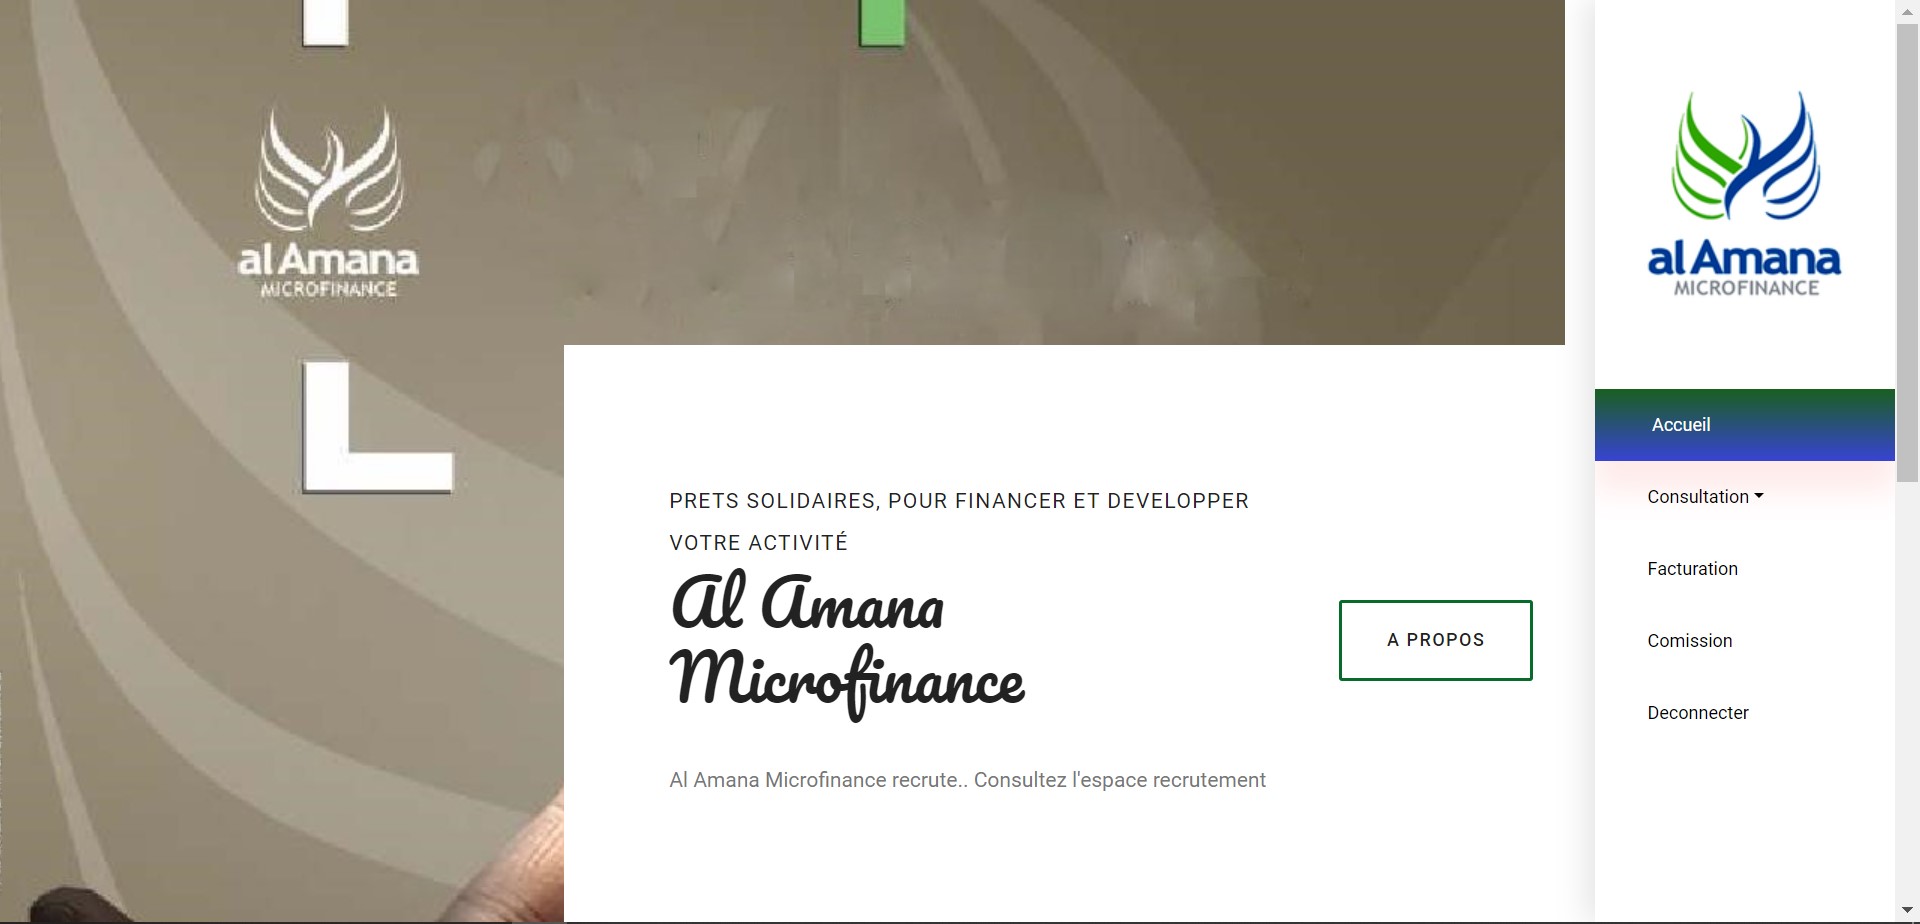 al Amana
MICROFINANCE
PRETS SOLIDAIRES, POUR FINANCER ET DEVELOPPER
VOTRE ACTIVITÉ
Al Amana
Microfinance
Al Amana Microfinance recrute.. Consultez l'espace recrutement
A PROPOS
al Amana
MICROFINANCE
Accueil
Consultation
Facturation
Comission
Deconnecter